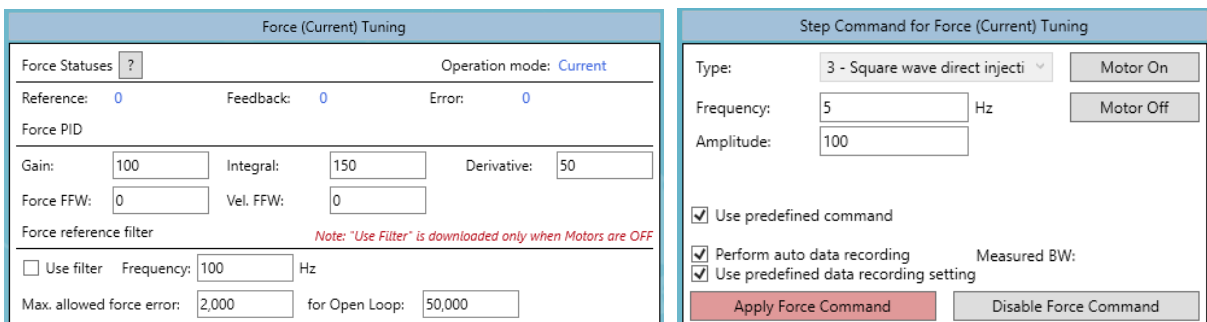 Force (Current) Tuning
Force Statuses ? Operation mode: Current
Reference: 0 Feedback: 0 Error: 0
Force PID
Gain: 100 Integral: 150 Derivative: 50
Force FFW: 0 Vel. FFW: 0
Force reference filter Note: "Use Filter" is downloaded only when Motors are OFF
Use filter Frequency: 100 Hz
Max. allowed force error: 2,000 for Open Loop: 50,000
Step Command for Force (Current) Tuning
Type: 3 - Square wave direct injecti Motor On
Frequency: 5 Hz Motor Off
Amplitude: 100
Use predefined command
Perform auto data recording Measured BW:
Use predefined data recording setting
Apply Force Command Disable Force Command